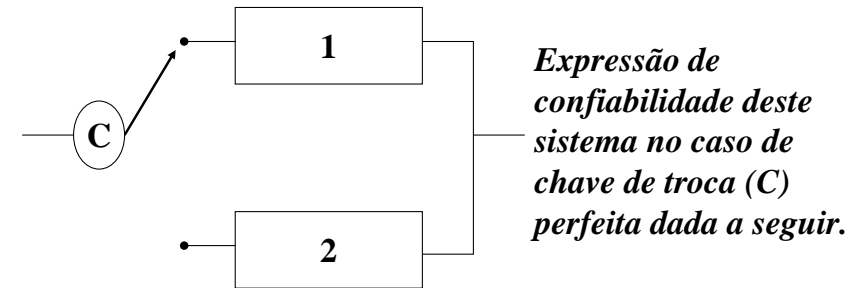 1
C
2
Expressão de
confiabilidade deste
sistema no caso de
chave de troca (C)
perfeita dada a seguir.